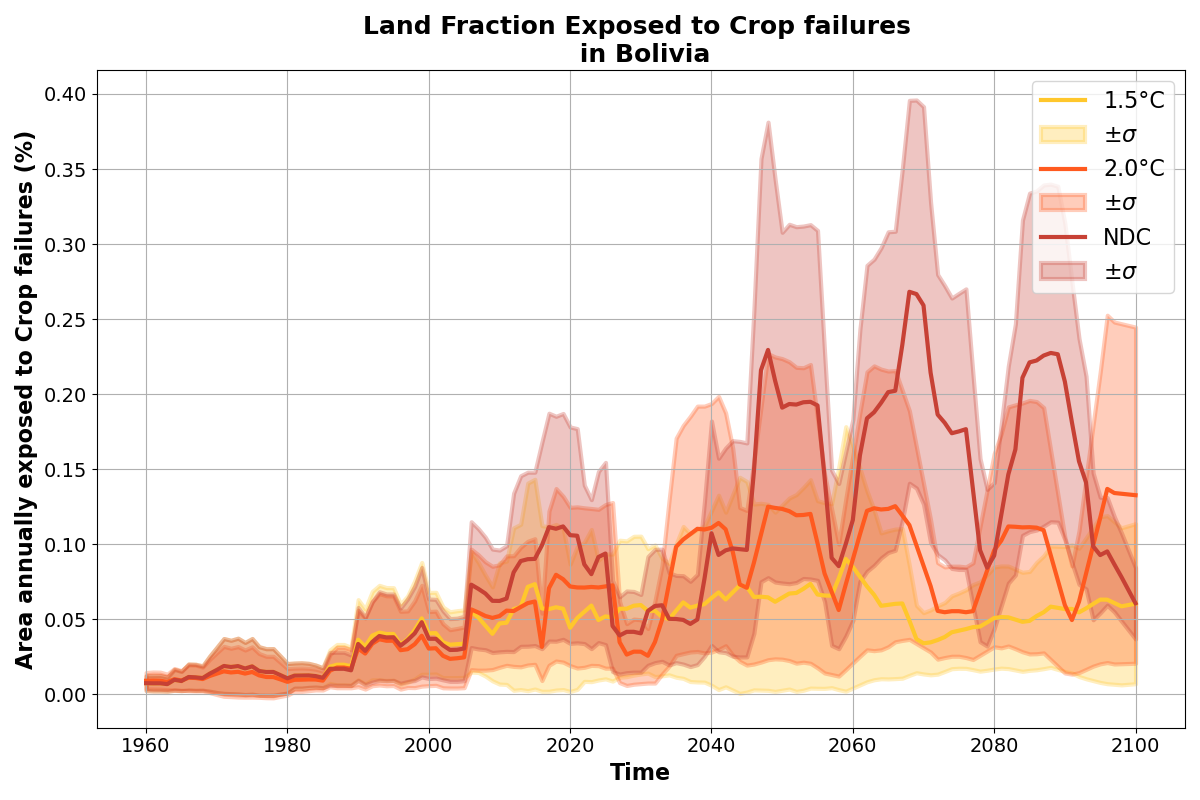 Land Fraction Exposed to Crop failures
in Bolivia
Area annually exposed to Crop failures (%)
0.40
0.35
0.30
0.25
0.20
0.15
0.10
0.05
0.00
1.5°C
±σ
2.0°C
±σ
NDC
±σ
1960
1980
2000
2020
2040
2060
2080
2100
Time